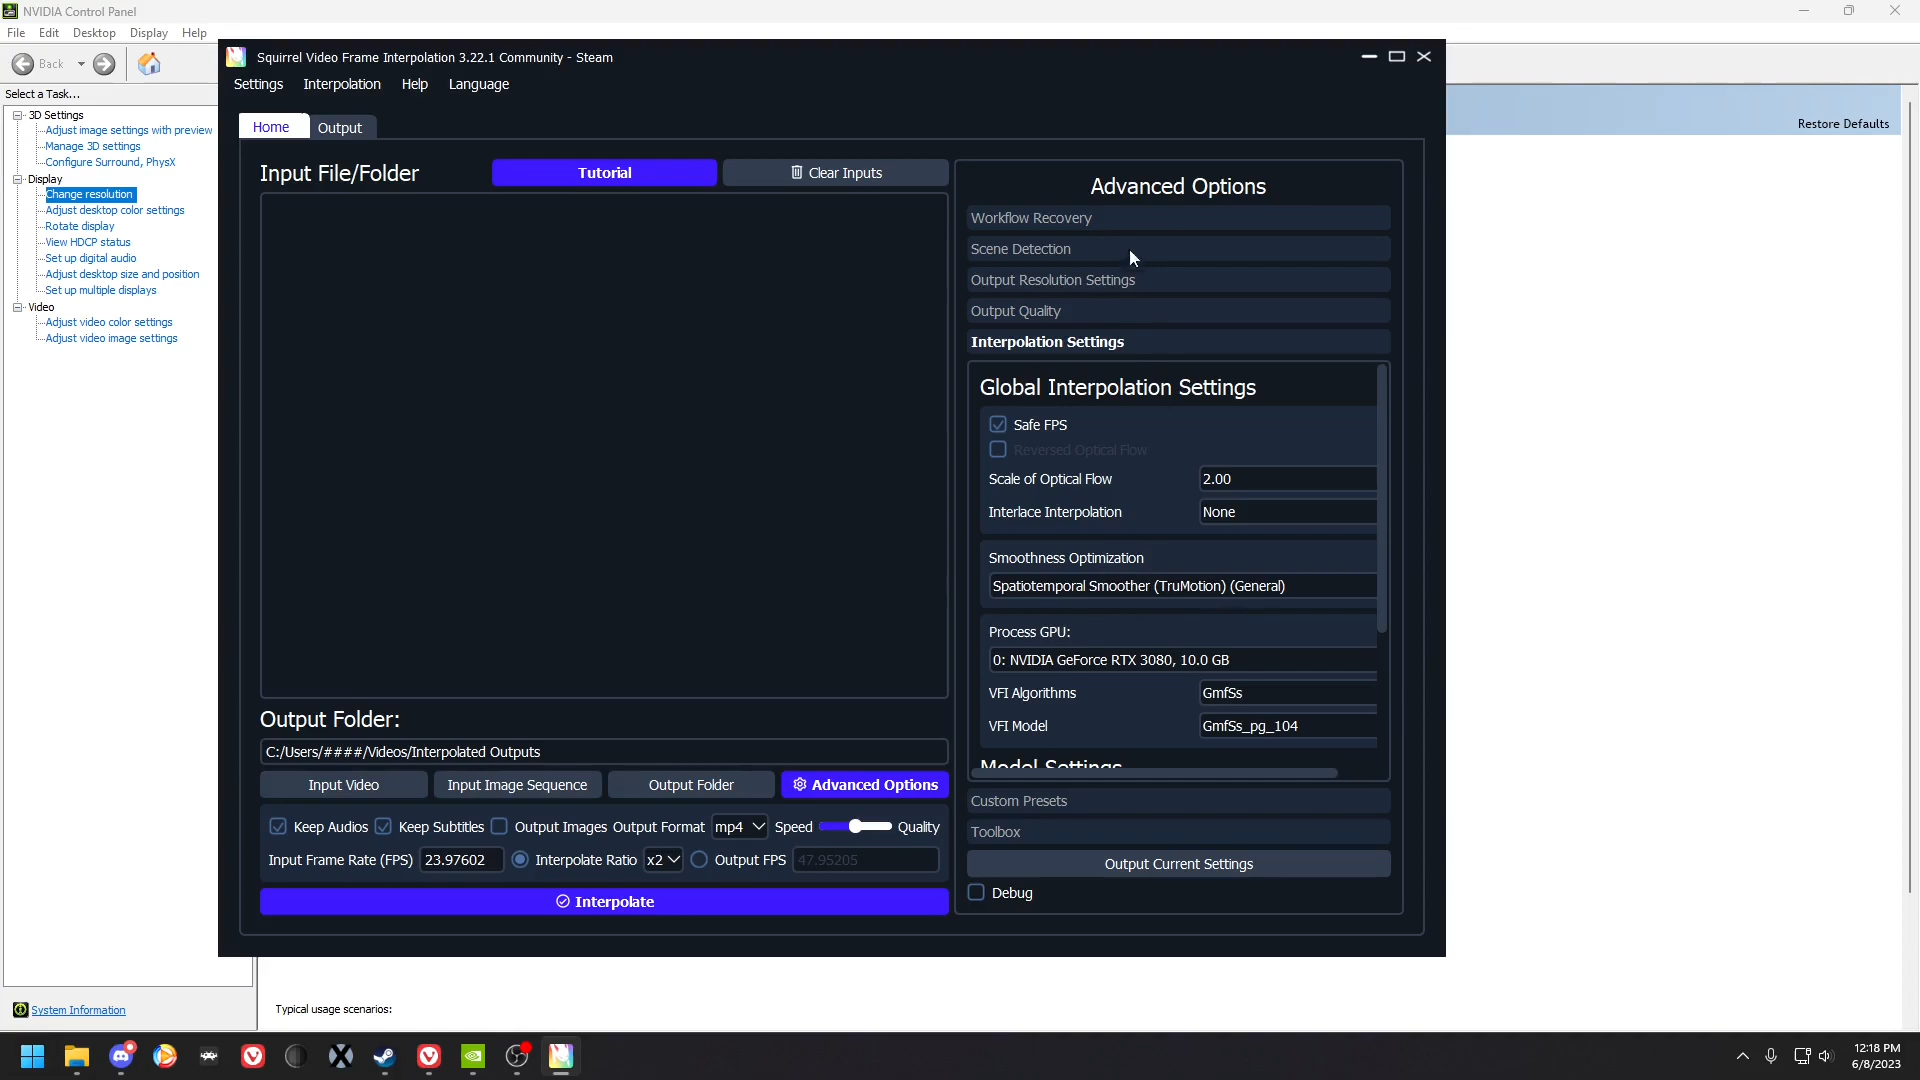 NVIDIA Control Panel
File Edit Desktop Display Help
Back
Select a Task...
3D Settings
Adjust image settings with preview
Manage 3D settings
Configure Surround, PhysX
Display
Change resolution
Adjust desktop color settings
Rotate display
View HDCP status
Set up digital audio
Adjust desktop size and position
Set up multiple displays
Video
Adjust video color settings
Adjust video image settings
System Information
Typical usage scenarios:
Restore Defaults
Squirrel Video Frame Interpolation 3.22.1 Community - Steam
Settings Interpolation Help Language
Home Output
Input File/Folder Tutorial Clear Inputs
Output Folder:
C:/Users/####/Videos/Interpolated Outputs
Input Video Input Image Sequence Output Folder Advanced Options
Keep Audios Keep Subtitles Output Images Output Format mp4 Speed Quality
Input Frame Rate (FPS) 23.97602 Interpolate Ratio x2 Output FPS 47.95205
Interpolate
Advanced Options
Workflow Recovery
Scene Detection
Output Resolution Settings
Output Quality
Interpolation Settings
Global Interpolation Settings
Safe FPS
Reversed Optical Flow
Scale of Optical Flow 2.00
Interlace Interpolation None
Smoothness Optimization
Spatiotemporal Smoother (TruMotion) (General)
Process GPU:
0: NVIDIA GeForce RTX 3080, 10.0 GB
VFI Algorithms GmfSs
VFI Model GmfSs_pg_104
Model Settings
Custom Presets
Toolbox
Output Current Settings
Debug
12:18 PM
6/8/2023